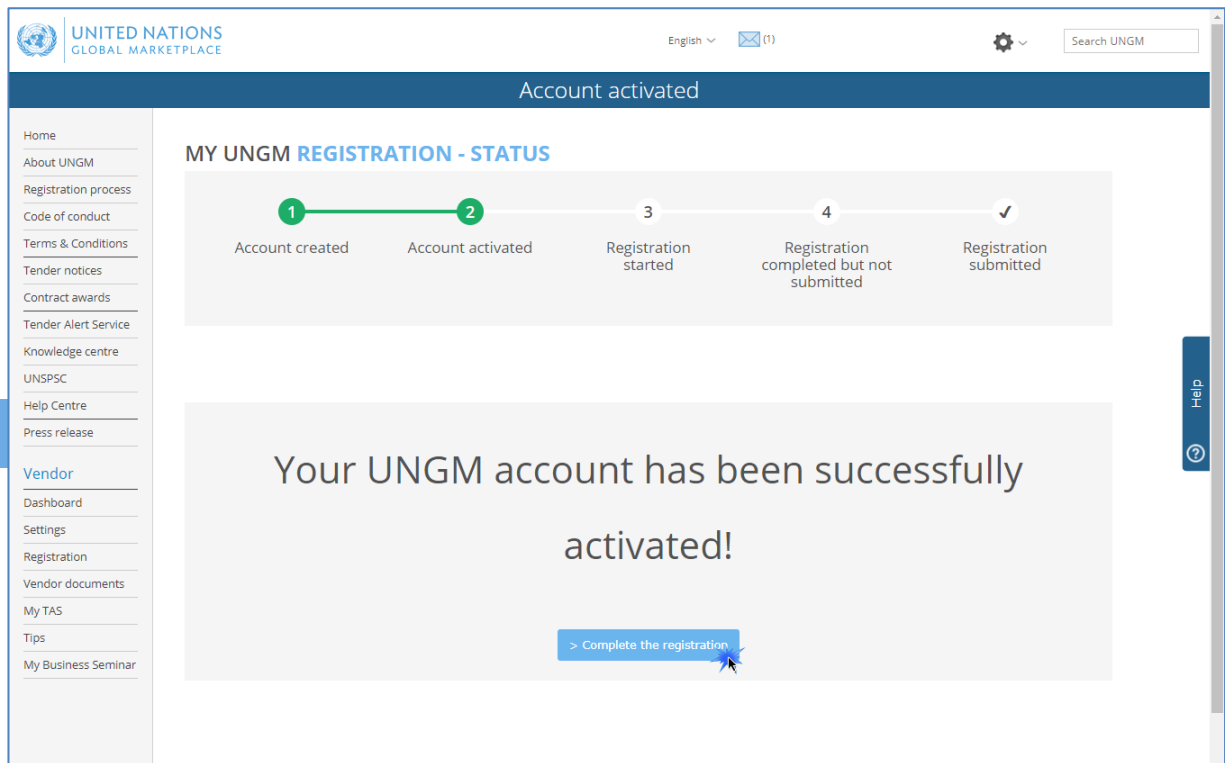 UNITED NATIONS
GLOBAL MARKETPLACE
English
(1)
Search UNGM
Account activated
Home
About UNGM
Registration process
Code of conduct
Terms & Conditions
Tender notices
Contract awards
Tender Alert Service
Knowledge centre
UNSPSC
Help Centre
Press release
Vendor
Dashboard
Settings
Registration
Vendor documents
My TAS
Tips
My Business Seminar
MY UNGM REGISTRATION - STATUS
1
2
3
4
✓
Account created
Account activated
Registration
started
Registration
completed but not
submitted
Registration
submitted
Your UNGM account has been successfully
activated!
> Complete the registration
Help
?